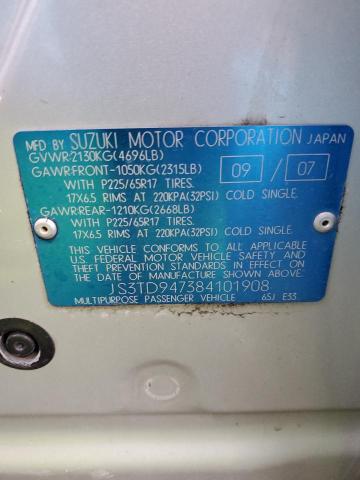 MFD BY SUZUKI MOTOR CORPORATION JAPAN
GVWR:2130KG(4696LB)
GAWR:FRONT-1050KG(2315LB) 09 / 07
WITH P225/65R17 TIRES.
17X6.5 RIMS AT 220KPA(32PSI) COLD SINGLE.
GAWR:REAR-1210KG(2668LB)
WITH P225/65R17 TIRES.
17X6.5 RIMS AT 220KPA(32PSI) COLD SINGLE.
THIS VEHICLE CONFORMS TO ALL APPLICABLE
U.S. FEDERAL MOTOR VEHICLE SAFETY AND
THEFT PREVENTION STANDARDS IN EFFECT ON
THE DATE OF MANUFACTURE SHOWN ABOVE.
JS3TD947384101908
MULTIPURPOSE PASSENGER VEHICLE 65J E33